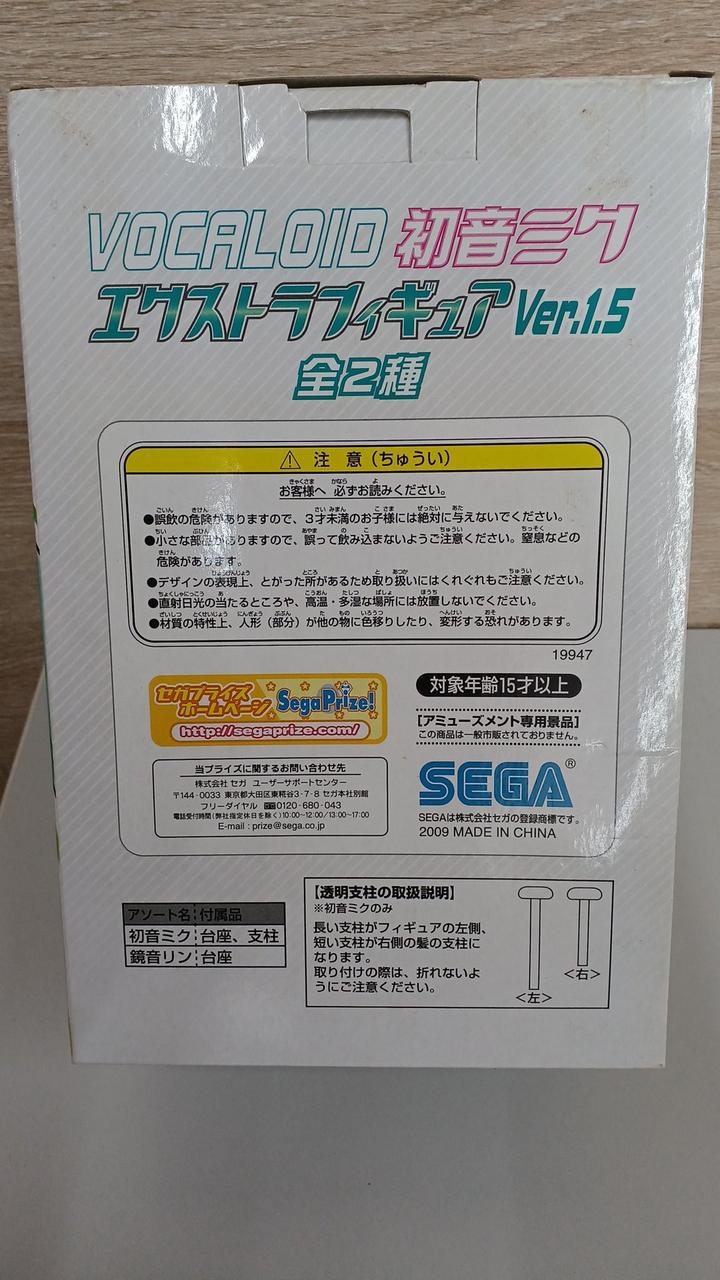 VOCALOID 初音ミク
エクストラフィギュア Ver.1.5
全2種
⚠ 注 意(ちゅうい)
お客様へ 必ずお読みください。
●誤飲の危険がありますので、3才未満のお子様には絶対に与えないでください。
●小さな部品がありますので、誤って飲み込まないようご注意ください。窒息などの
危険があります。
●デザインの表現上、とがった所があるため取り扱いにはくれぐれもご注意ください。
●直射日光の当たるところや、高温・多湿な場所には放置しないでください。
●材質の特性上、人形(部分)が他の物に色移りしたり、変形する恐れがあります。
19947
セガプライズ
ホームページ
SegaPrize!
http://segaprize.com/
対象年齢15才以上
[アミューズメント専用景品]
この商品は一般市販されておりません。
当プライズに関するお問い合わせ先
株式会社 セガ ユーザーサポートセンター
〒144-0033 東京都大田区東糀谷3-7-8 セガ本社別館
フリーダイヤル 0120-680-043
電話受付時間(弊社指定休日を除く)10:00~12:00/13:00~17:00
E-mail : prize@sega.co.jp
SEGA®
SEGAは株式会社セガの登録商標です。
2009 MADE IN CHINA
アソート名 付属品
初音ミク 台座、支柱
鏡音リン 台座
【透明支柱の取扱説明】
※初音ミクのみ
長い支柱がフィギュアの左側、
短い支柱が右側の髪の支柱に
なります。
取り付けの際は、折れないよ
うにご注意ください。
<左>
<右>